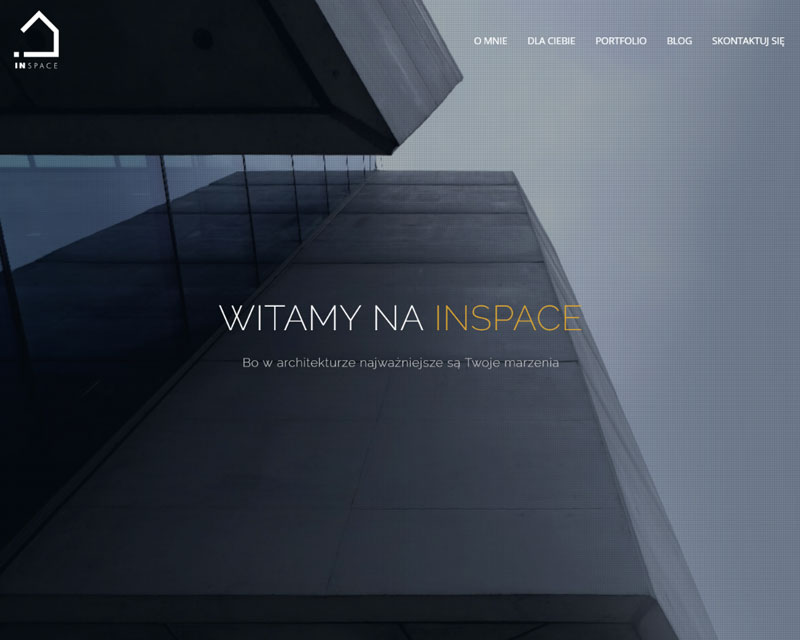 INSPACE
O MNIE DLA CIEBIE PORTFOLIO BLOG SKONTAKTUJ SIĘ
WITAMY NA INSPACE
Bo w architekturze najważniejsze są Twoje marzenia